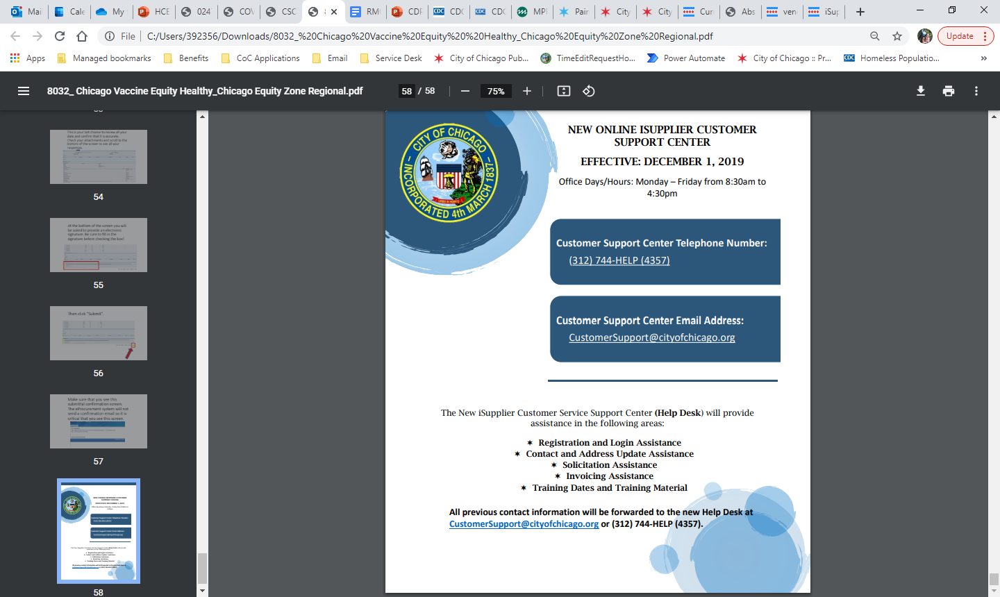 Mail
Cale
My
HCE
024
COV
CSC
RM
CDP
CDC
CDC
MP
Pair
City
City
Cur
Abs
ven
iSup
File
C:/Users/392356/Downloads/8032_%20Chicago%20Vaccine%20Equity%20%20Healthy_Chicago%20Equity%20Zone%20Regional.pdf
Update
Apps
Managed bookmarks
Benefits
CoC Applications
Email
Service Desk
City of Chicago Pub...
TimeEditRequestHo...
Power Automate
City of Chicago :: Pr...
CDC
Homeless Populatio...
»
8032_ Chicago Vaccine Equity Healthy_Chicago Equity Zone Regional.pdf
58 / 58
75%
This is your last chance to review all your
data and confirm that it is accurate.
Check your attachments and scroll to the
bottom of the screen to see all your
responses.
54
At the bottom of the screen you will
be asked to provide an electronic
signature. Be sure to fill in the
signature before checking the box!
55
Then click "Submit".
56
Make sure that you see this
submittal confirmation screen.
The eProcurement system will not
send a confirmation email so it is
critical that you see this screen.
57
58
CITY OF CHICAGO
INCORPORATED 4th MARCH 1837
URBS IN HORTO
NEW ONLINE ISUPPLIER CUSTOMER
SUPPORT CENTER
EFFECTIVE: DECEMBER 1, 2019
Office Days/Hours: Monday – Friday from 8:30am to
4:30pm
Customer Support Center Telephone Number:
(312) 744-HELP (4357)
Customer Support Center Email Address:
CustomerSupport@cityofchicago.org
The New iSupplier Customer Service Support Center (Help Desk) will provide
assistance in the following areas:
✶ Registration and Login Assistance
✶ Contact and Address Update Assistance
✶ Solicitation Assistance
✶ Invoicing Assistance
✶ Training Dates and Training Material
All previous contact information will be forwarded to the new Help Desk at
CustomerSupport@cityofchicago.org or (312) 744-HELP (4357).